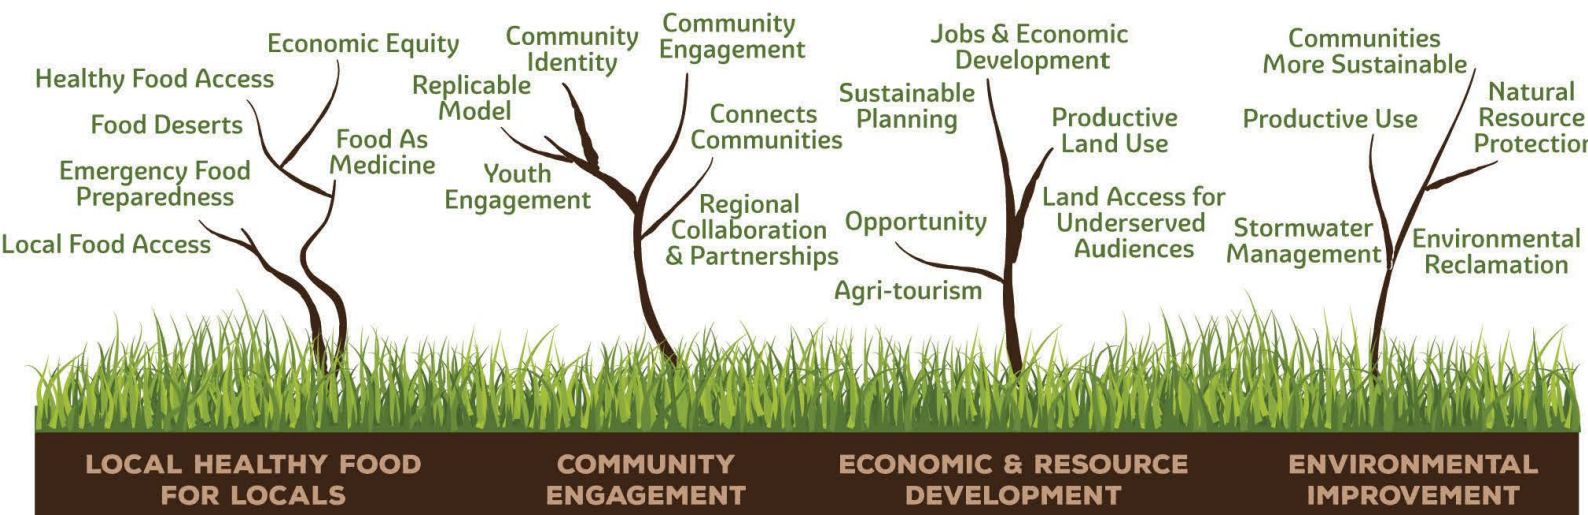 Economic Equity
Healthy Food Access
Food Deserts
Food As
Medicine
Emergency Food
Preparedness
Local Food Access
Community
Identity
Community
Engagement
Replicable
Model
Connects
Communities
Youth
Engagement
Regional
Collaboration
& Partnerships
Jobs & Economic
Development
Sustainable
Planning
Productive
Land Use
Land Access for
Underserved
Audiences
Opportunity
Agri-tourism
Communities
More Sustainable
Natural
Resource
Protection
Productive Use
Stormwater
Management
Environmental
Reclamation
LOCAL HEALTHY FOOD
FOR LOCALS
COMMUNITY
ENGAGEMENT
ECONOMIC & RESOURCE
DEVELOPMENT
ENVIRONMENTAL
IMPROVEMENT